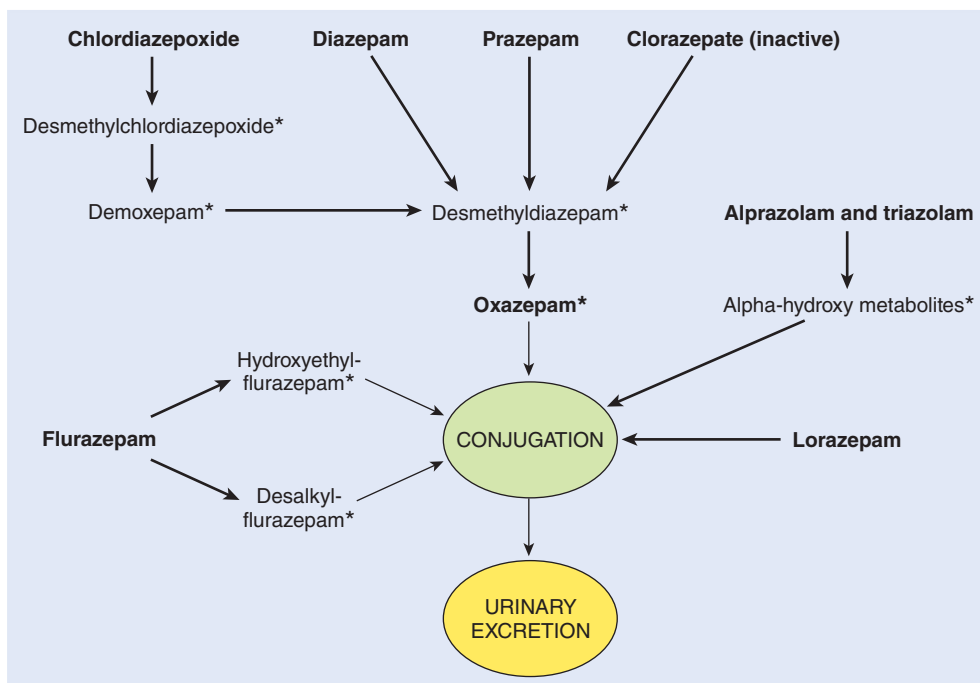 Chlordiazepoxide
Diazepam
Prazepam
Clorazepate (inactive)
Desmethylchlordiazepoxide*
Demoxepam*
Desmethyldiazepam*
Alprazolam and triazolam
Oxazepam*
Alpha-hydroxy metabolites*
Hydroxyethyl-
flurazepam*
Flurazepam
CONJUGATION
Lorazepam
Desalkyl-
flurazepam*
URINARY
EXCRETION